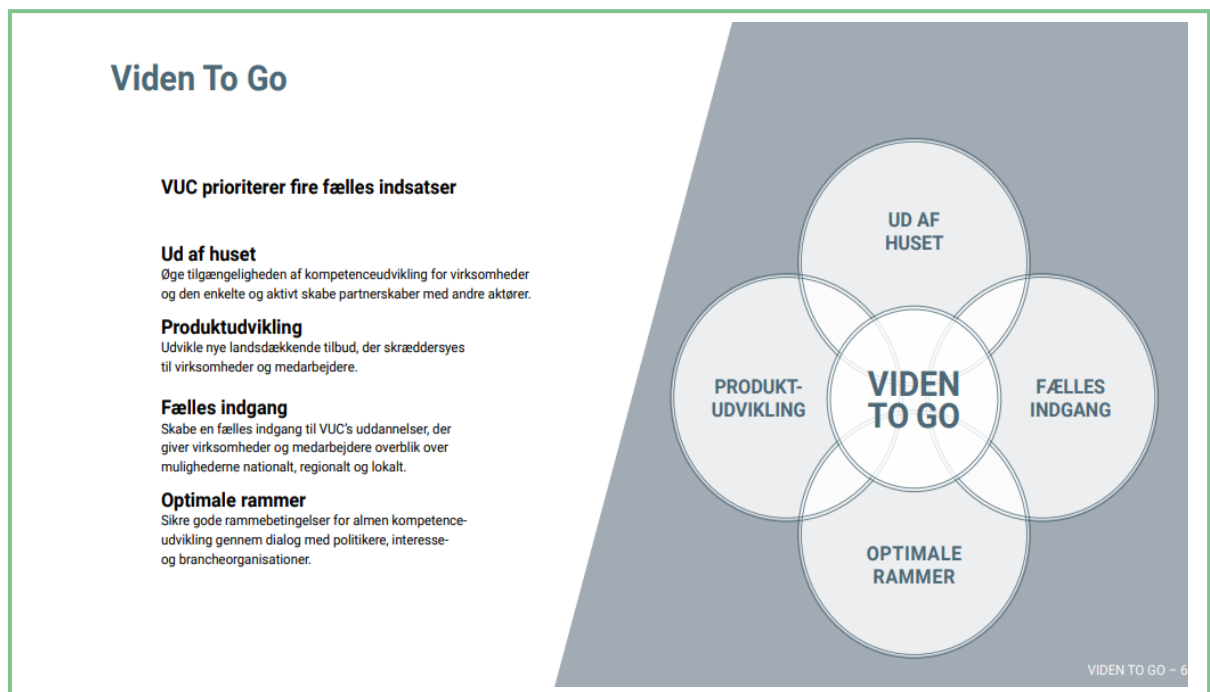 Viden To Go
VUC prioriterer fire fælles indsatser
Ud af huset
Øge tilgængeligheden af kompetenceudvikling for virksomheder
og den enkelte og aktivt skabe partnerskaber med andre aktører.
Produktudvikling
Udvikle nye landsdækkende tilbud, der skræddersyes
til virksomheder og medarbejdere.
Fælles indgang
Skabe en fælles indgang til VUC’s uddannelser, der
giver virksomheder og medarbejdere overblik over
mulighederne nationalt, regionalt og lokalt.
Optimale rammer
Sikre gode rammebetingelser for almen kompetence-
udvikling gennem dialog med politikere, interesse-
og brancheorganisationer.
UD AF
HUSET
PRODUKT-
UDVIKLING
VIDEN
TO GO
FÆLLES
INDGANG
OPTIMALE
RAMMER
VIDEN TO GO – 6